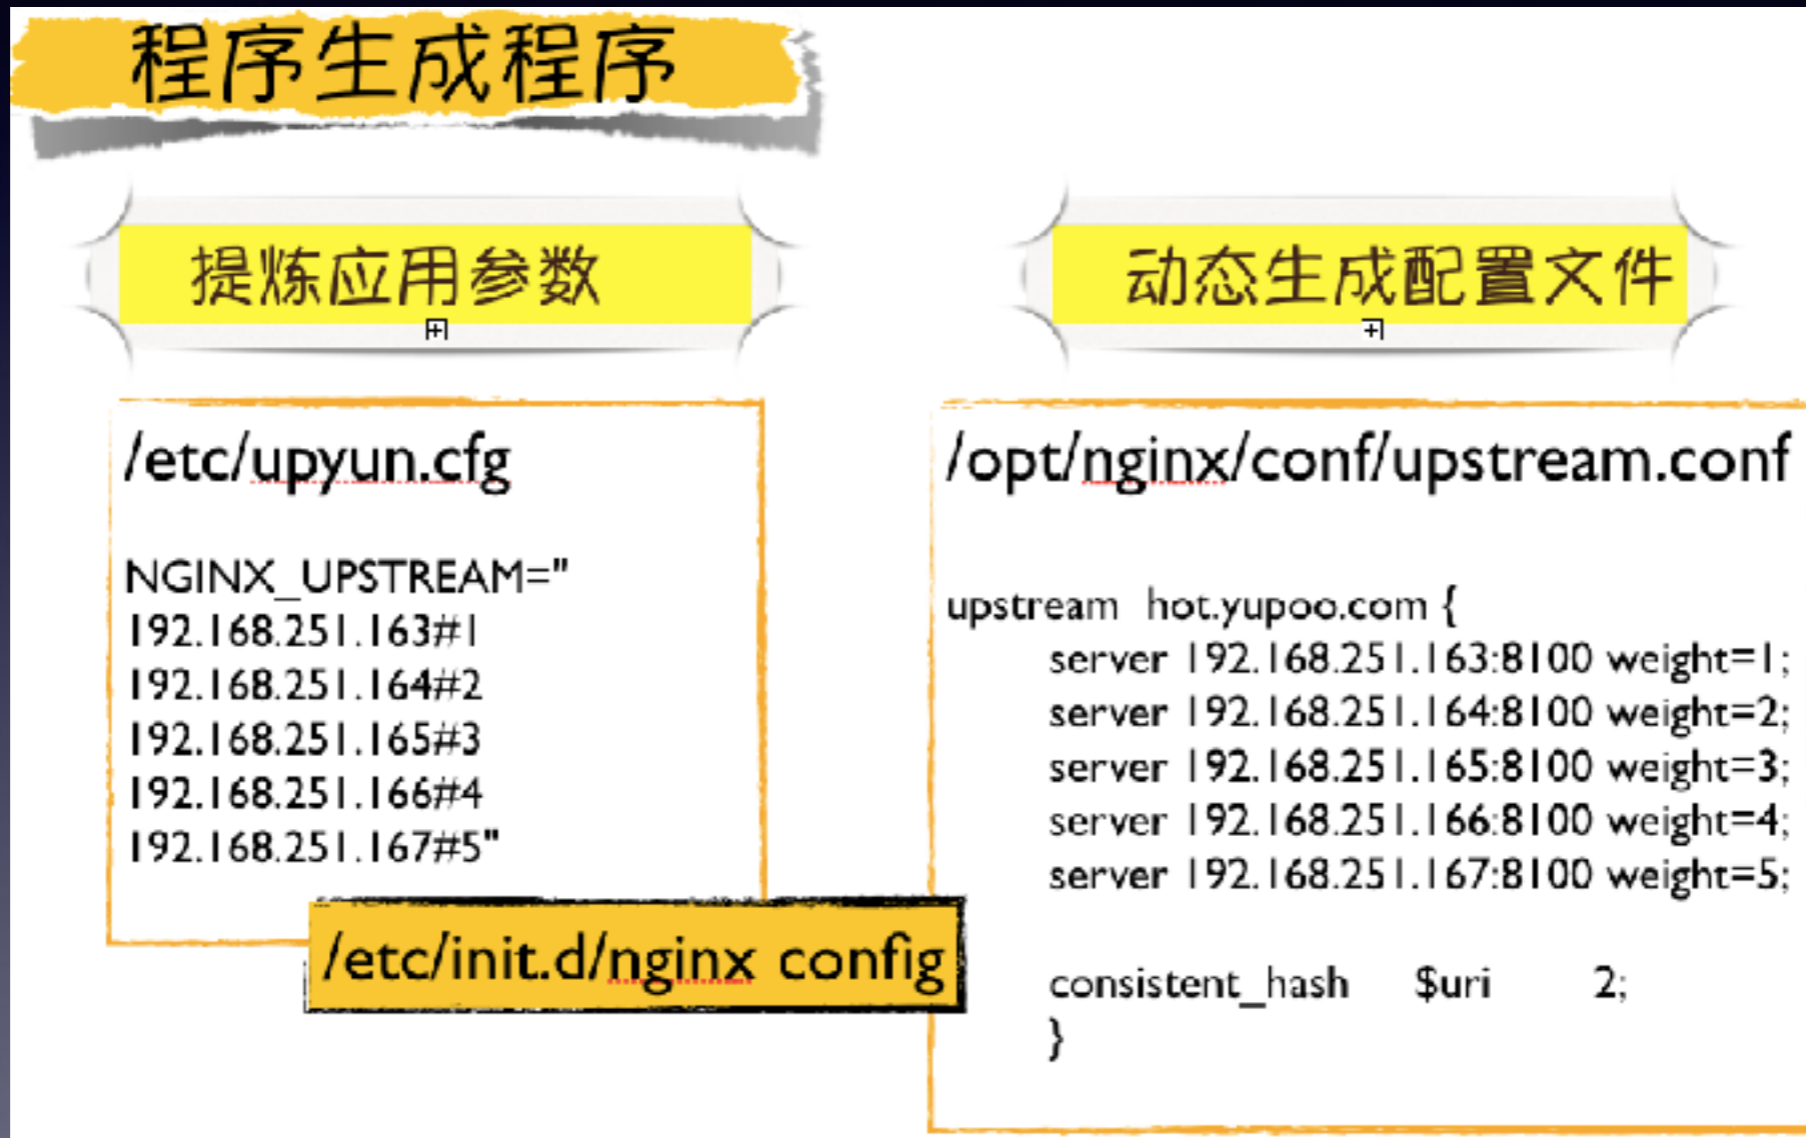 程序生成程序
提炼应用参数
/etc/upyun.cfg
NGINX_UPSTREAM="
192.168.251.163#1
192.168.251.164#2
192.168.251.165#3
192.168.251.166#4
192.168.251.167#5"
/etc/init.d/nginx config
动态生成配置文件
/opt/nginx/conf/upstream.conf
upstream hot.yupoo.com {
server 192.168.251.163:8100 weight=1;
server 192.168.251.164:8100 weight=2;
server 192.168.251.165:8100 weight=3;
server 192.168.251.166:8100 weight=4;
server 192.168.251.167:8100 weight=5;
consistent_hash $uri 2;
}